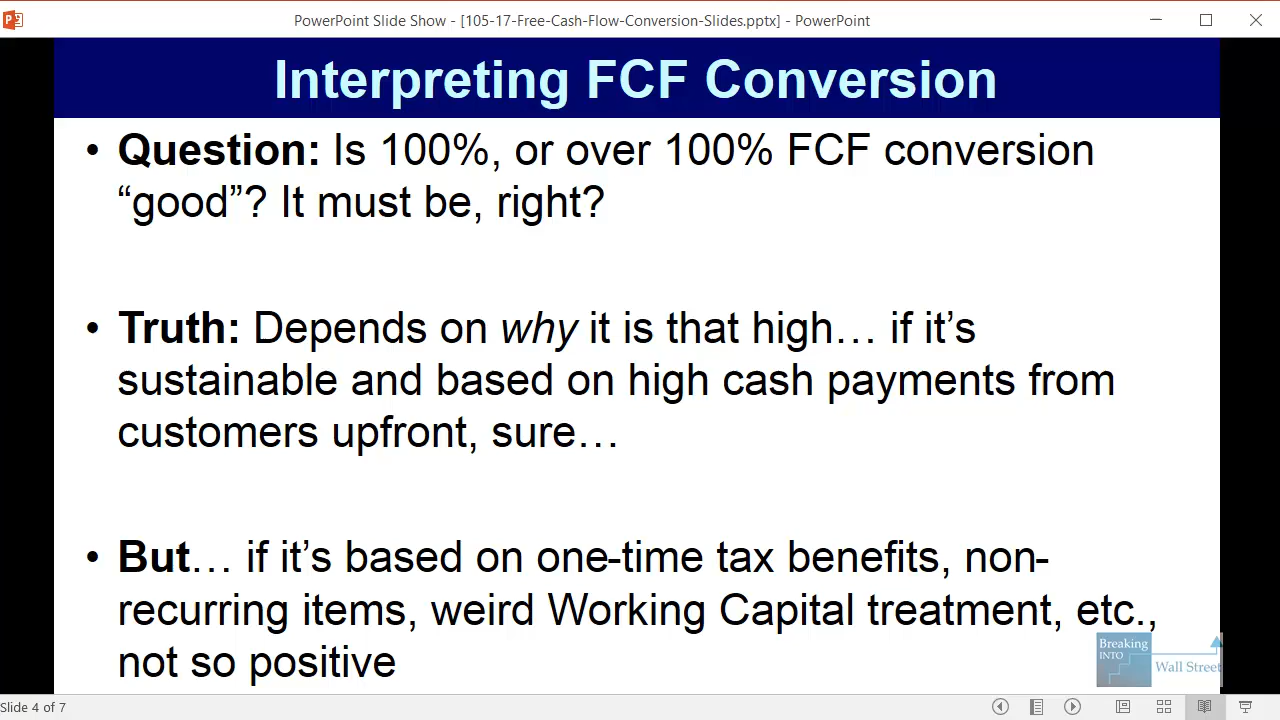 PowerPoint Slide Show - [105-17-Free-Cash-Flow-Conversion-Slides.pptx] - PowerPoint
Interpreting FCF Conversion
• Question: Is 100%, or over 100% FCF conversion
“good”? It must be, right?
• Truth: Depends on why it is that high… if it’s
sustainable and based on high cash payments from
customers upfront, sure…
• But… if it’s based on one-time tax benefits, non-
recurring items, weird Working Capital treatment, etc.,
not so positive
Breaking
INTO
Wall Street
Slide 4 of 7